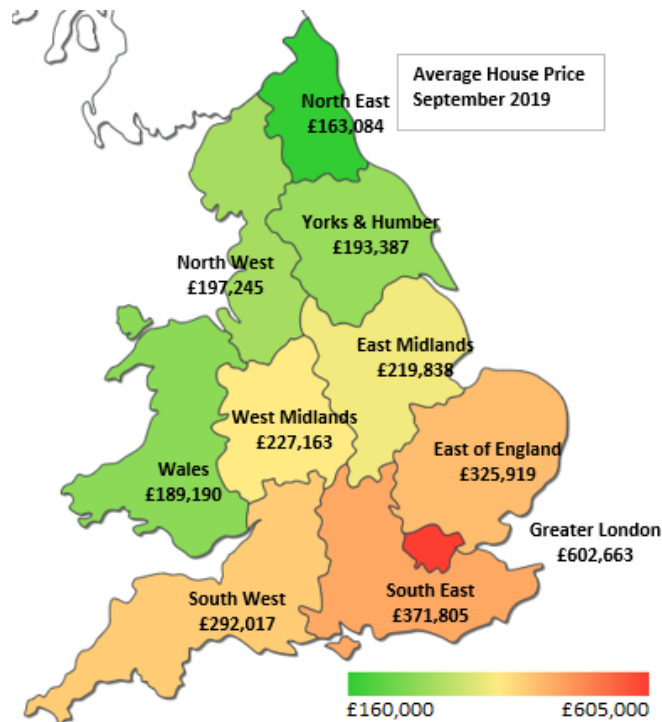 Average House Price
September 2019
North East
£163,084
Yorks & Humber
£193,387
North West
£197,245
East Midlands
£219,838
West Midlands
£227,163
East of England
£325,919
Wales
£189,190
Greater London
£602,663
South East
£371,805
South West
£292,017
£160,000 £605,000